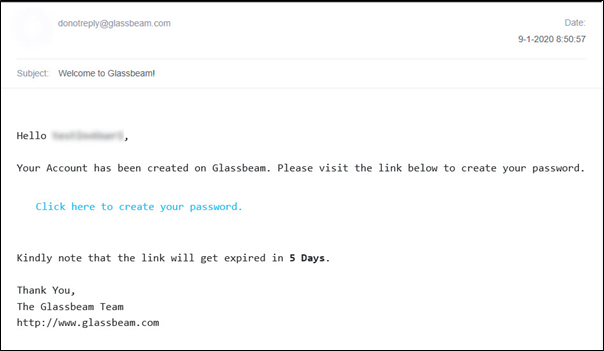 donotreply@glassbeam.com
Date:
9-1-2020 8:50:57
Subject: Welcome to Glassbeam!
Hello ,
Your Account has been created on Glassbeam. Please visit the link below to create your password.
Click here to create your password.
Kindly note that the link will get expired in 5 Days.
Thank You,
The Glassbeam Team
http://www.glassbeam.com